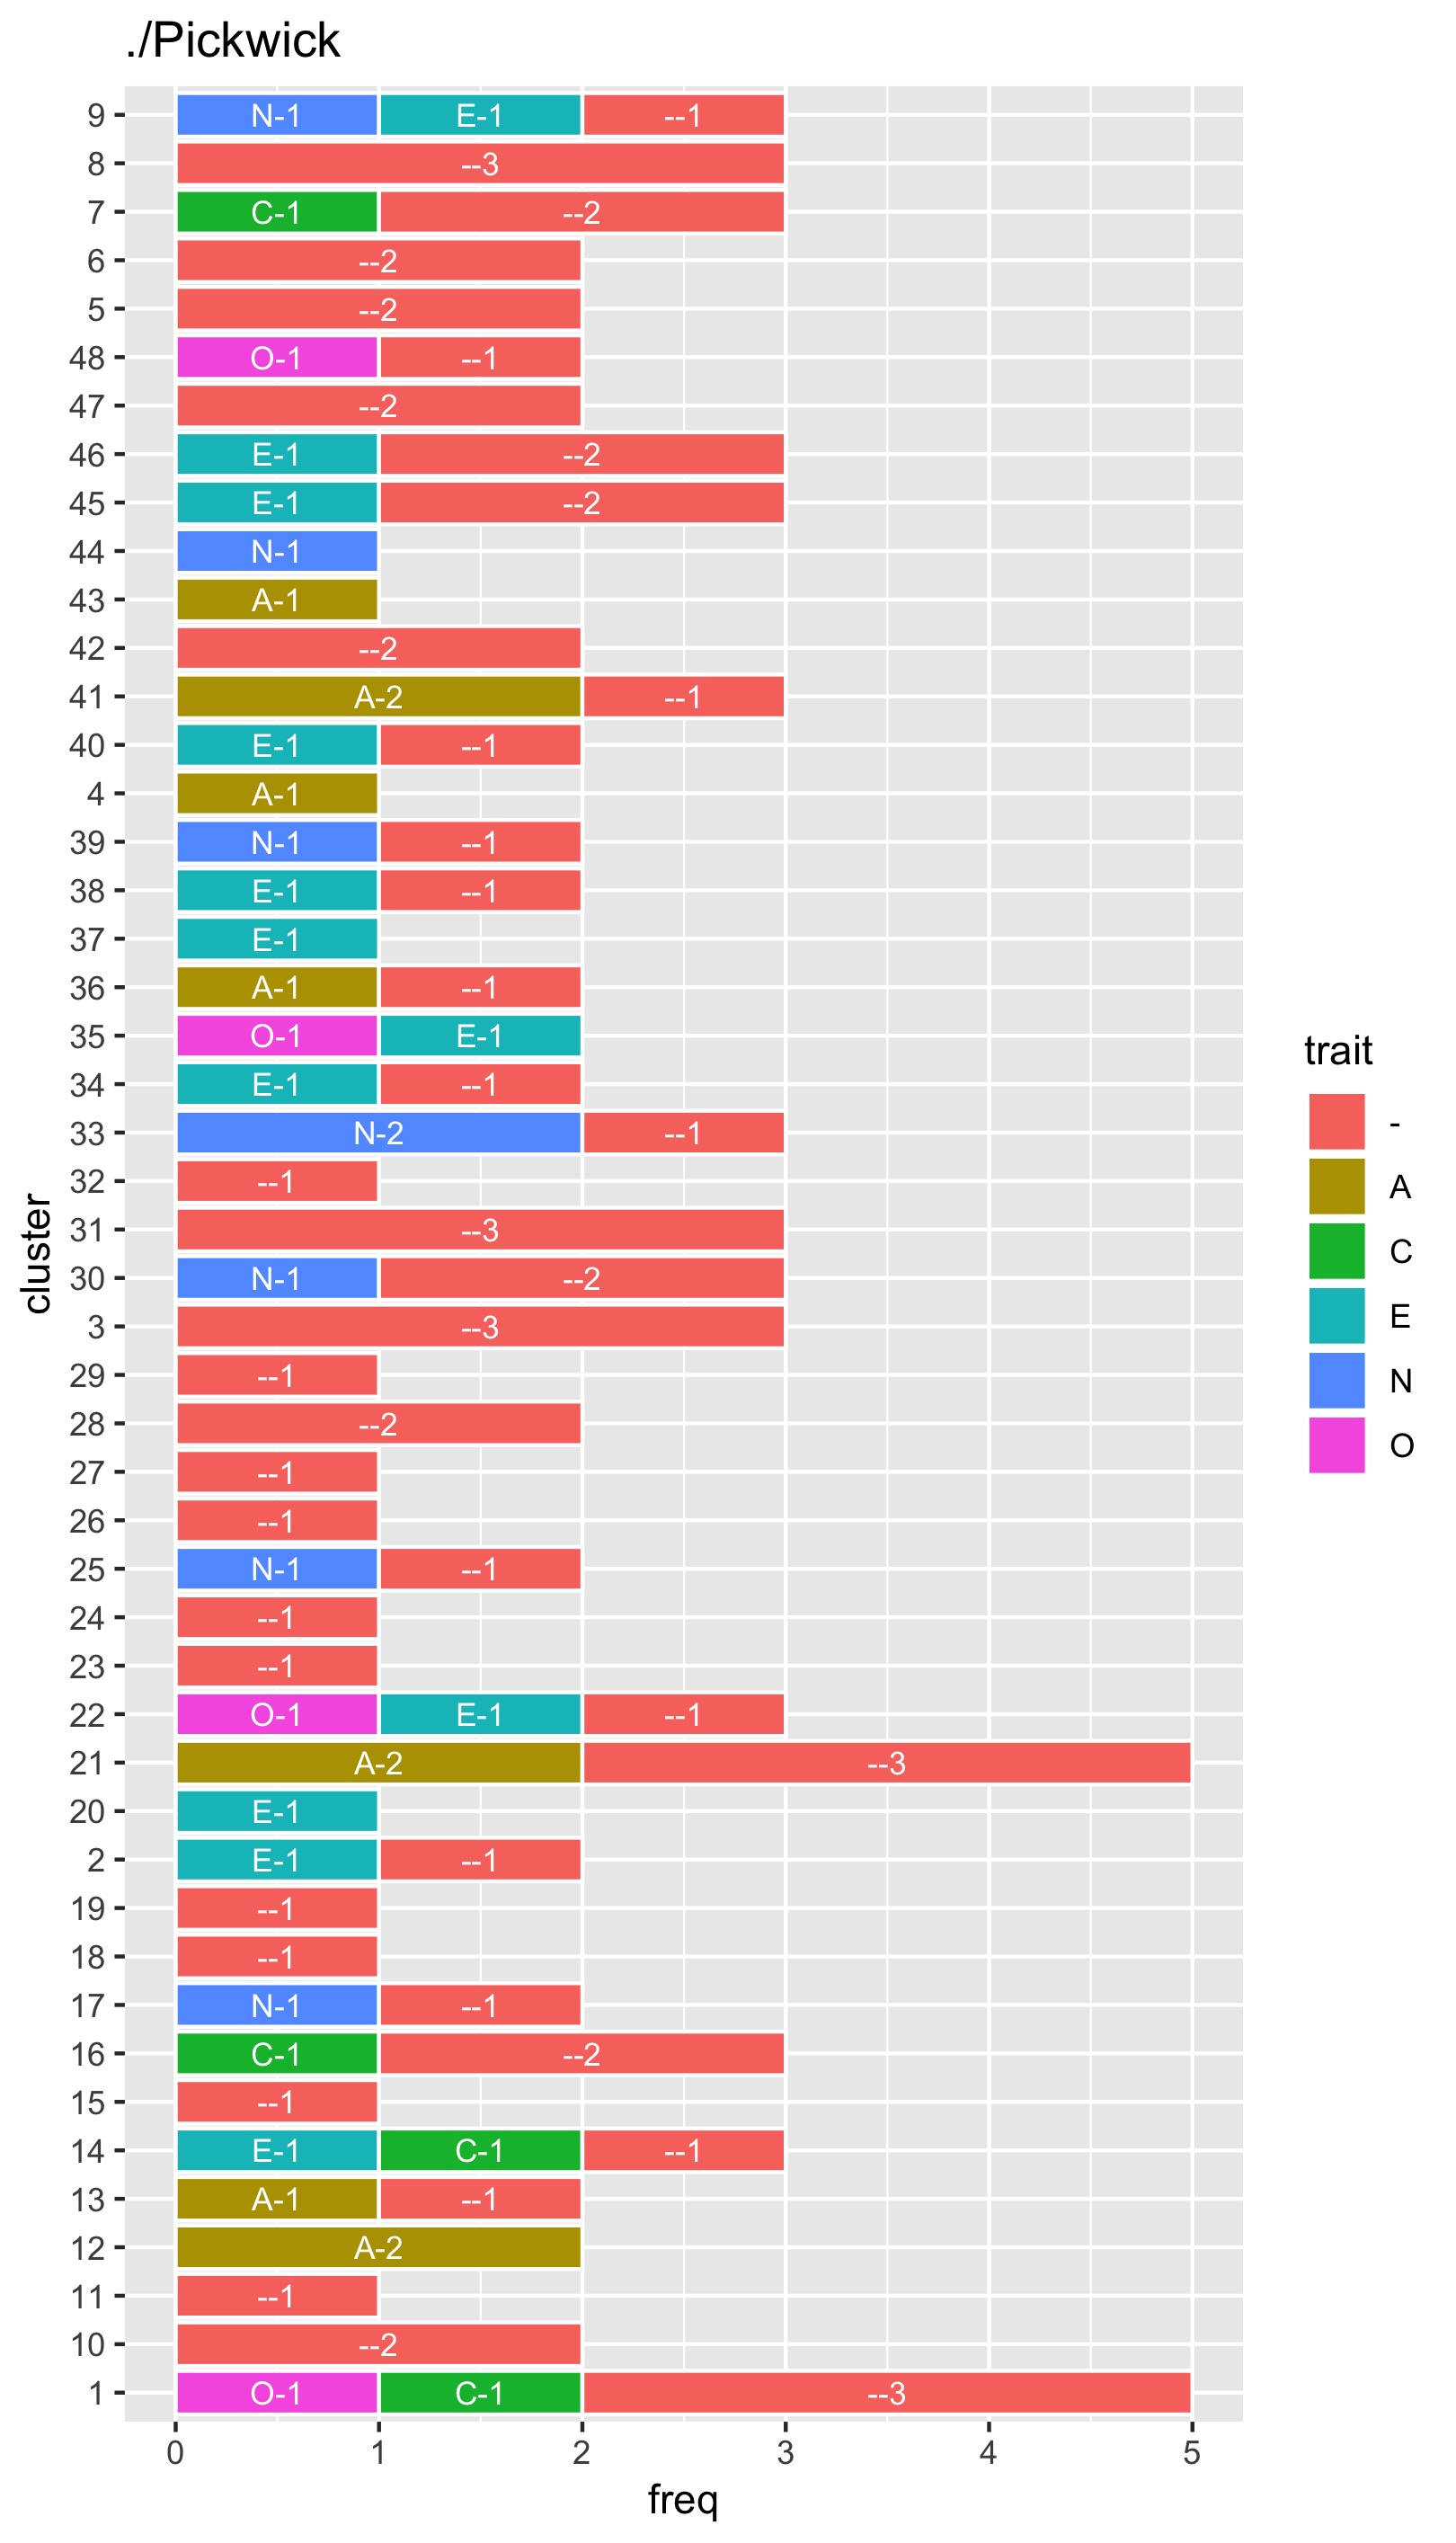 ./Pickwick
9 N-1 E-1 --1
8 --3
7 C-1 --2
6 --2
5 --2
48 O-1 --1
47 --2
46 E-1 --2
45 E-1 --2
44 N-1
43 A-1
42 --2
41 A-2 --1
40 E-1 --1
4 A-1
39 N-1 --1
38 E-1 --1
37 E-1
36 A-1 --1
35 O-1 E-1
34 E-1 --1
33 N-2 --1
32 --1
31 --3
30 N-1 --2
3 --3
29 --1
28 --2
27 --1
26 --1
25 N-1 --1
24 --1
23 --1
22 O-1 E-1 --1
21 A-2 --3
20 E-1
2 E-1 --1
19 --1
18 --1
17 N-1 --1
16 C-1 --2
15 --1
14 E-1 C-1 --1
13 A-1 --1
12 A-2
11 --1
10 --2
1 O-1 C-1 --3
0 1 2 3 4 5
freq
cluster
trait
-
A
C
E
N
O